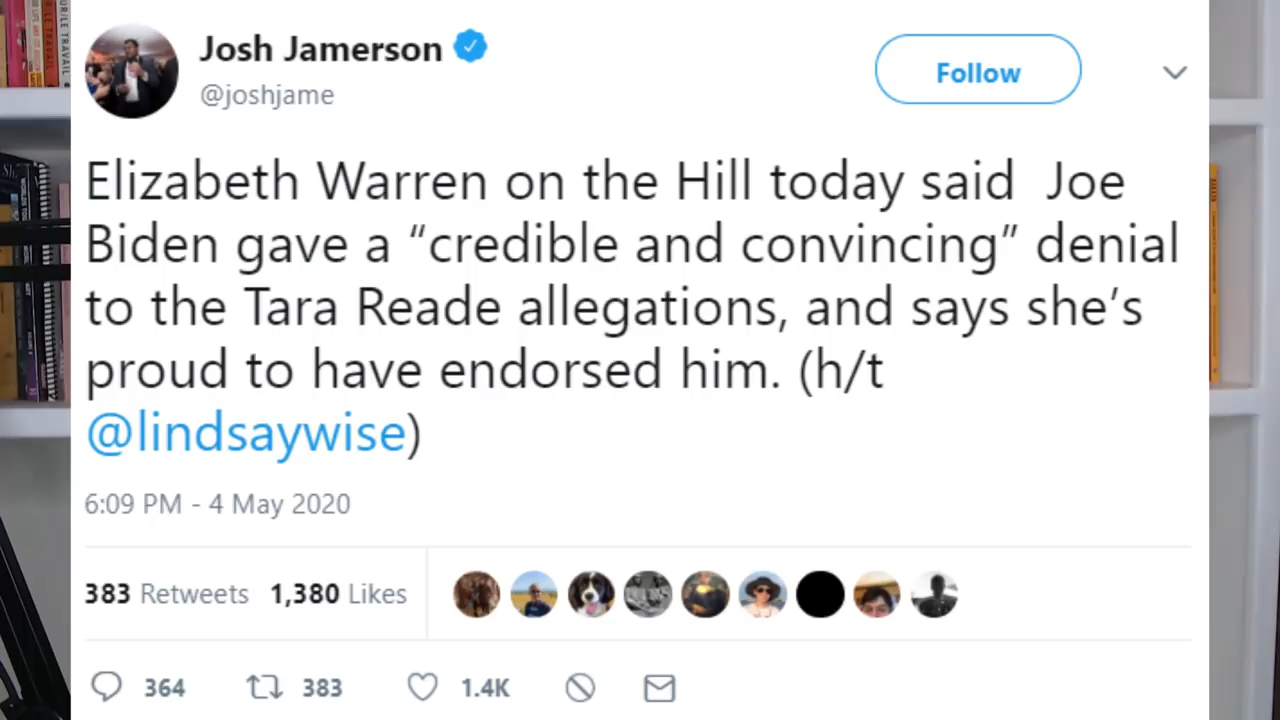 Josh Jamerson
@joshjame
Follow
Elizabeth Warren on the Hill today said  Joe
Biden gave a “credible and convincing” denial
to the Tara Reade allegations, and says she’s
proud to have endorsed him. (h/t
@lindsaywise)
6:09 PM - 4 May 2020
383 Retweets 1,380 Likes
364 383 1.4K